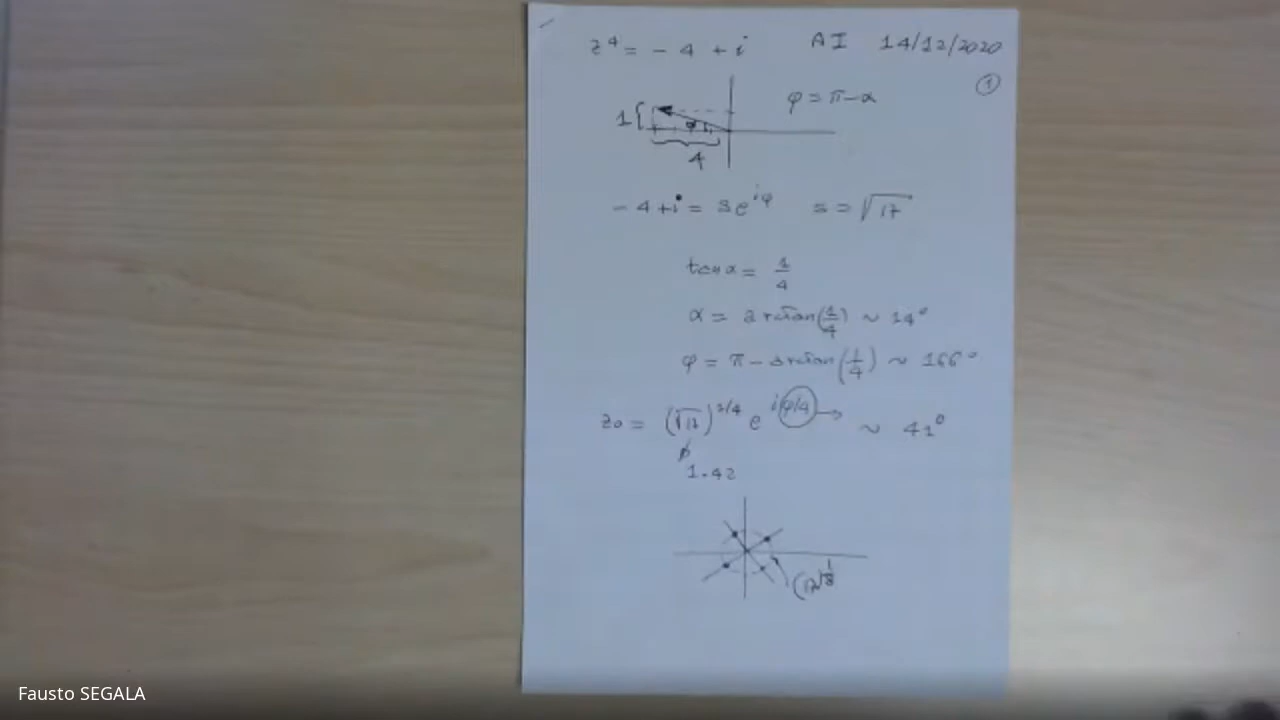 z⁴ = - 4 + i AI 14/12/2020
1
φ = π-α
1
4
- 4 + i = s e^{iφ} s = √17
tan α = 1/4
α = arctan(1/4) ~ 14°
φ = π - arctan(1/4) ~ 166°
z₀ = (√17)^{1/4} e^{iφ/4} → ~ 41°
1.42
(17)^{1/8}
Fausto SEGALA